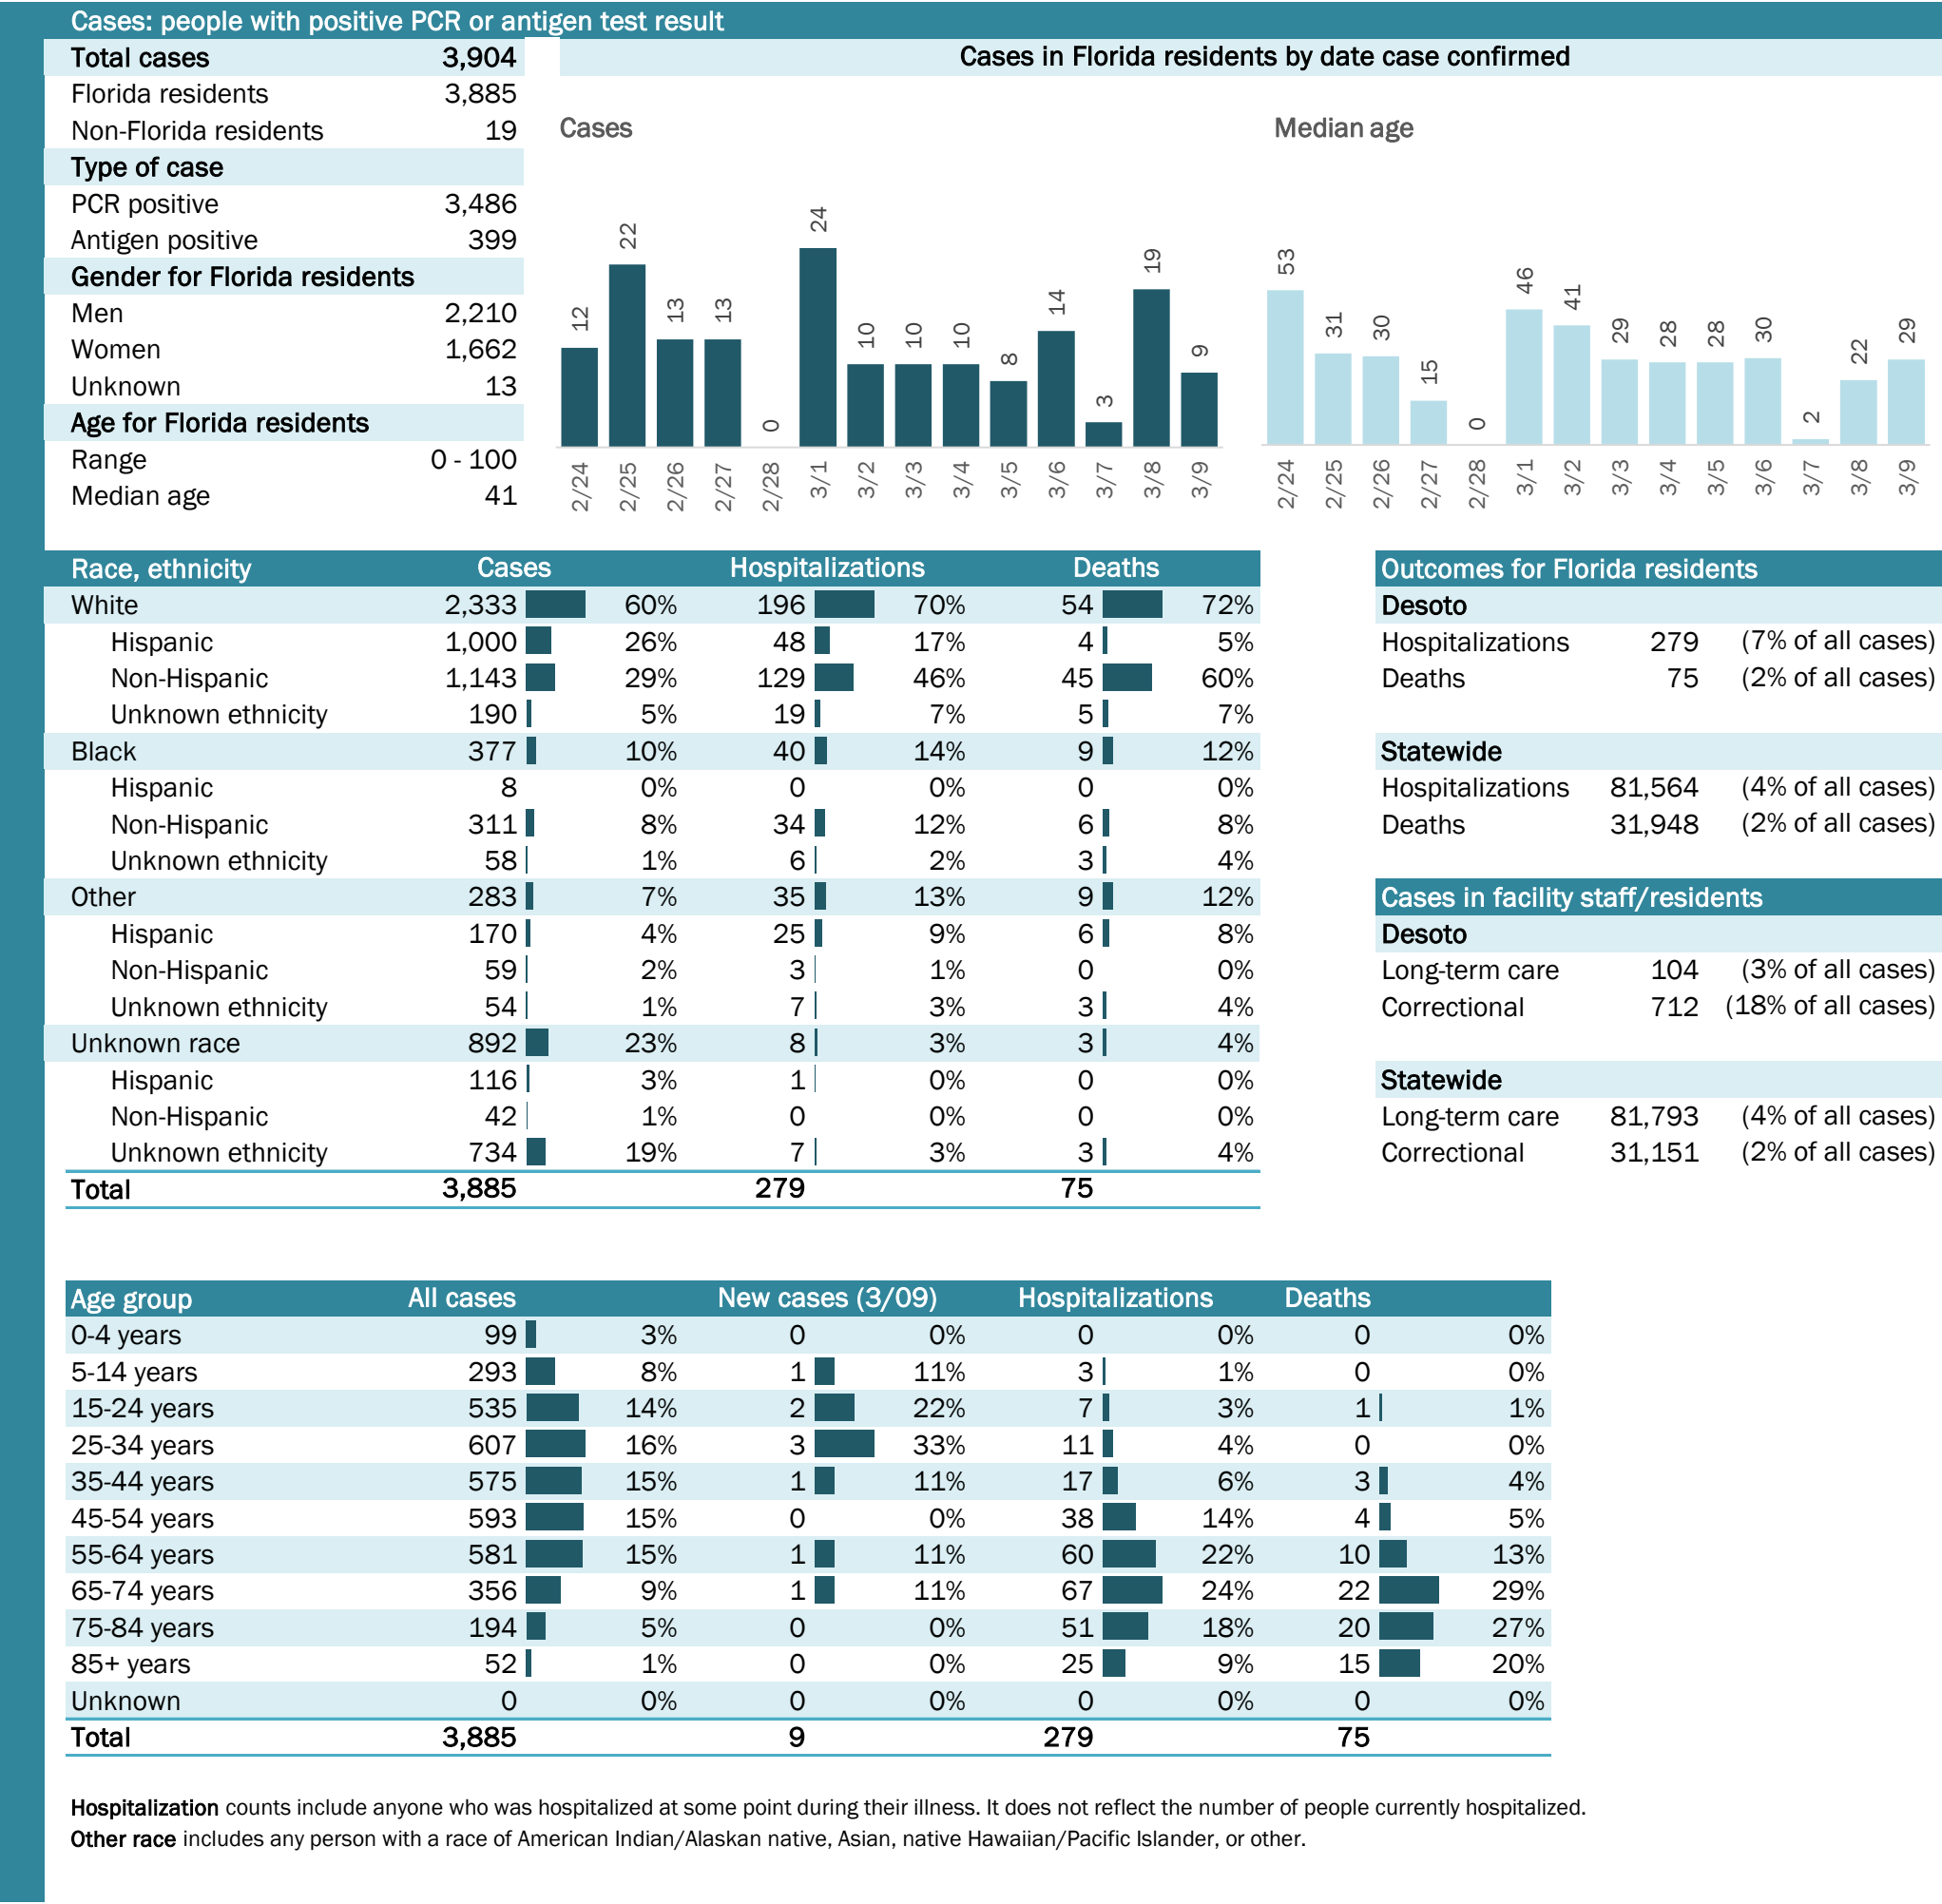 Cases: people with positive PCR or antigen test result
Total cases 3,904
Florida residents 3,885
Non-Florida residents 19
Type of case
PCR positive 3,486
Antigen positive 399
Gender for Florida residents
Men 2,210
Women 1,662
Unknown 13
Age for Florida residents
Range 0 - 100
Median age 41
Cases in Florida residents by date case confirmed
Cases
12 22 13 13 0 24 10 10 10 8 14 3 19 9
2/24 2/25 2/26 2/27 2/28 3/1 3/2 3/3 3/4 3/5 3/6 3/7 3/8 3/9
Median age
53 31 30 15 0 46 41 29 28 28 30 2 22 29
2/24 2/25 2/26 2/27 2/28 3/1 3/2 3/3 3/4 3/5 3/6 3/7 3/8 3/9
Race, ethnicity Cases Hospitalizations Deaths
White 2,333 60% 196 70% 54 72%
Hispanic 1,000 26% 48 17% 4 5%
Non-Hispanic 1,143 29% 129 46% 45 60%
Unknown ethnicity 190 5% 19 7% 5 7%
Black 377 10% 40 14% 9 12%
Hispanic 8 0% 0 0% 0 0%
Non-Hispanic 311 8% 34 12% 6 8%
Unknown ethnicity 58 1% 6 2% 3 4%
Other 283 7% 35 13% 9 12%
Hispanic 170 4% 25 9% 6 8%
Non-Hispanic 59 2% 3 1% 0 0%
Unknown ethnicity 54 1% 7 3% 3 4%
Unknown race 892 23% 8 3% 3 4%
Hispanic 116 3% 1 0% 0 0%
Non-Hispanic 42 1% 0 0% 0 0%
Unknown ethnicity 734 19% 7 3% 3 4%
Total 3,885 279 75
Outcomes for Florida residents
Desoto
Hospitalizations 279 (7% of all cases)
Deaths 75 (2% of all cases)
Statewide
Hospitalizations 81,564 (4% of all cases)
Deaths 31,948 (2% of all cases)
Cases in facility staff/residents
Desoto
Long-term care 104 (3% of all cases)
Correctional 712 (18% of all cases)
Statewide
Long-term care 81,793 (4% of all cases)
Correctional 31,151 (2% of all cases)
Age group All cases New cases (3/09) Hospitalizations Deaths
0-4 years 99 3% 0 0% 0 0% 0 0%
5-14 years 293 8% 1 11% 3 1% 0 0%
15-24 years 535 14% 2 22% 7 3% 1 1%
25-34 years 607 16% 3 33% 11 4% 0 0%
35-44 years 575 15% 1 11% 17 6% 3 4%
45-54 years 593 15% 0 0% 38 14% 4 5%
55-64 years 581 15% 1 11% 60 22% 10 13%
65-74 years 356 9% 1 11% 67 24% 22 29%
75-84 years 194 5% 0 0% 51 18% 20 27%
85+ years 52 1% 0 0% 25 9% 15 20%
Unknown 0 0% 0 0% 0 0% 0 0%
Total 3,885 9 279 75
Hospitalization counts include anyone who was hospitalized at some point during their illness. It does not reflect the number of people currently hospitalized.
Other race includes any person with a race of American Indian/Alaskan native, Asian, native Hawaiian/Pacific Islander, or other.